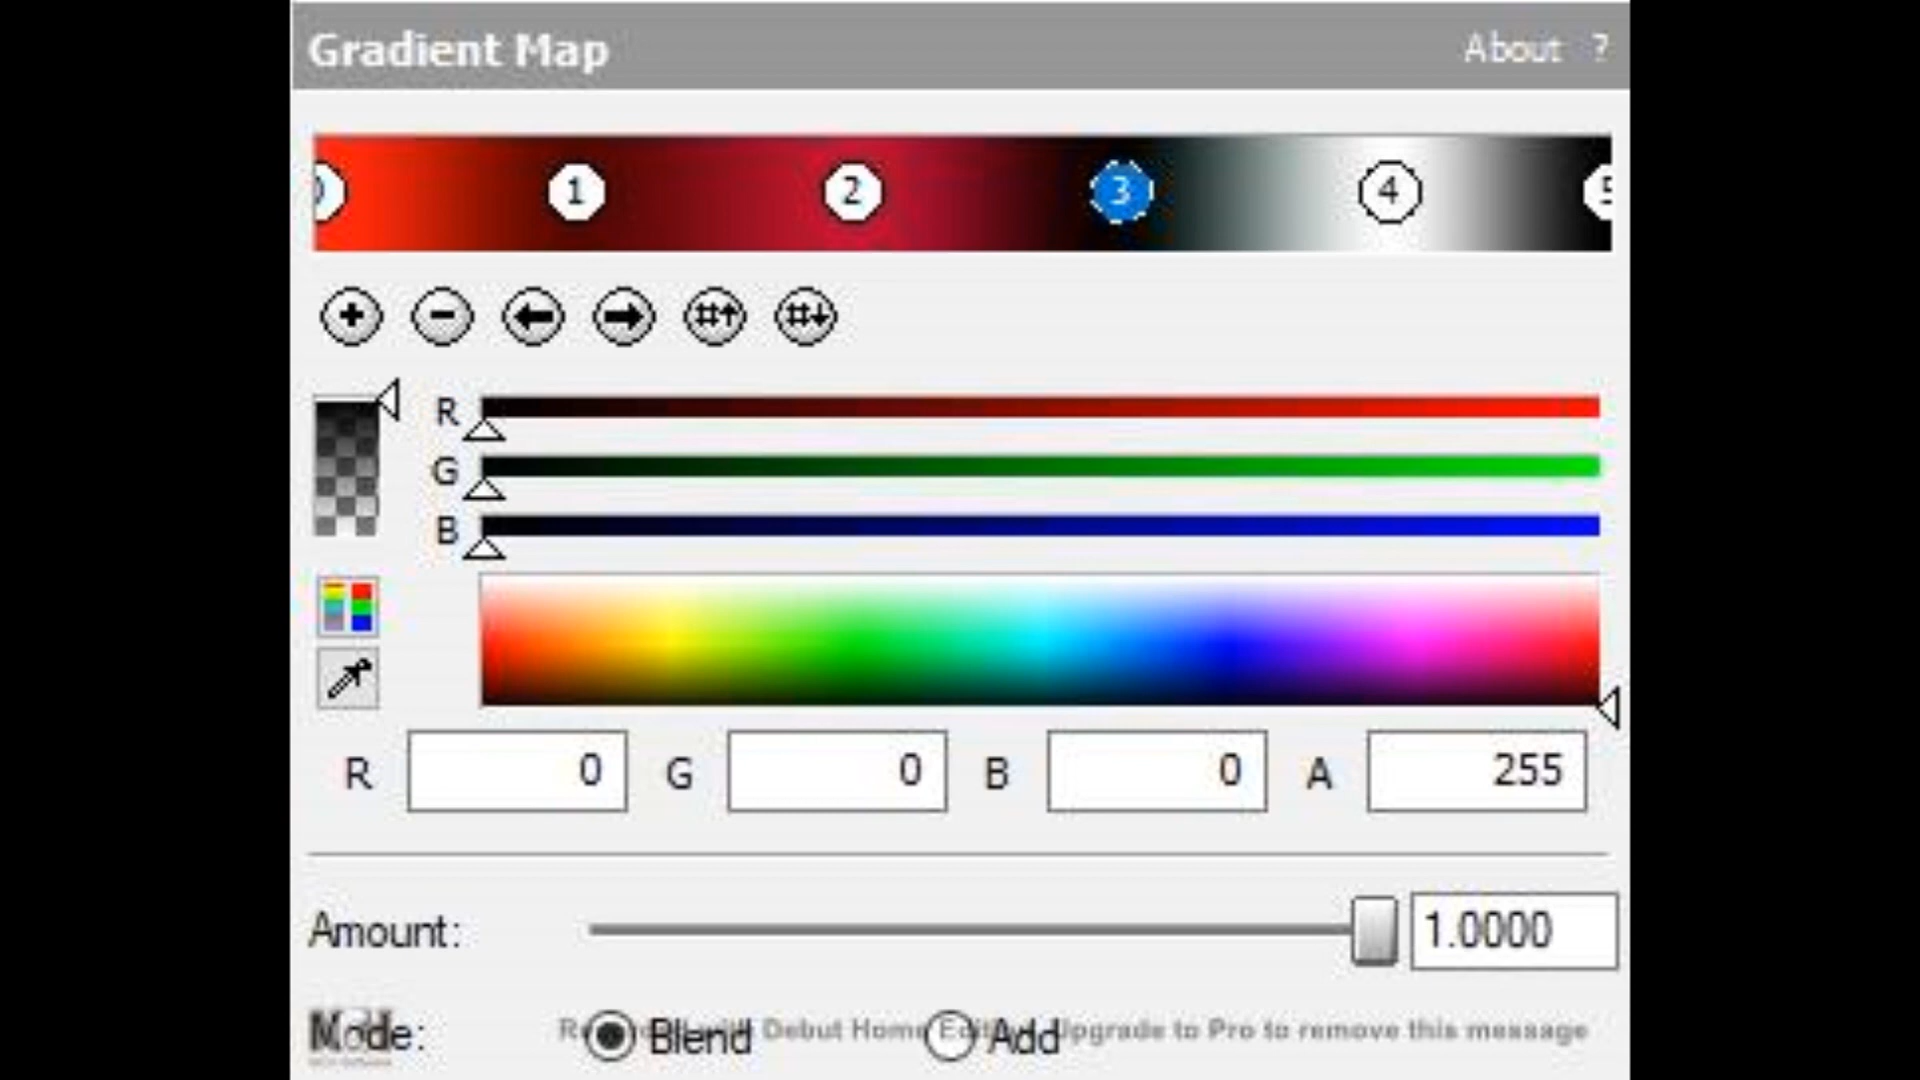 Gradient Map About ?
1 2 3 4 5
R
G
B
R 0 G 0 B 0 A 255
Amount: 1.0000
Mode: Blend Add
Debut Home Upgrade to Pro to remove this message